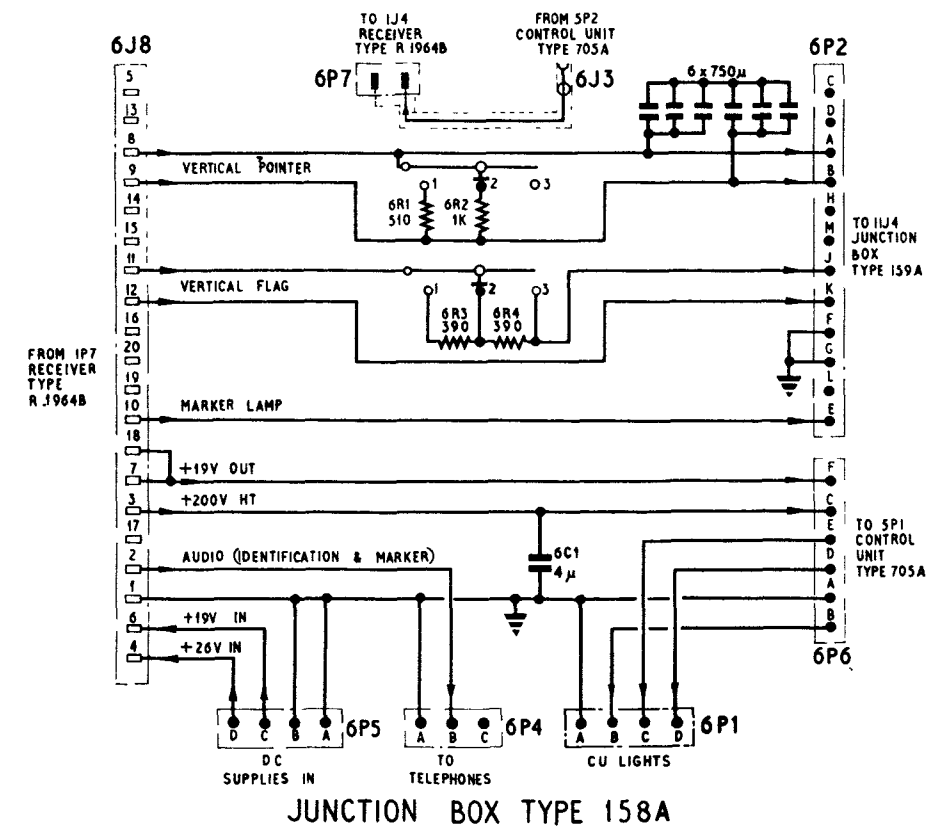 TO 1J4
RECEIVER
TYPE R 1964B
FROM 5P2
CONTROL UNIT
TYPE 705A
6J8
6P7
6J3
6P2
6 x 750μ
5
13
8
9
14
15
11
12
16
20
19
10
18
7
3
17
2
1
6
4
FROM 1P7
RECEIVER
TYPE
R.1964B
VERTICAL POINTER
1
2
3
6R1
510
6R2
1K
VERTICAL FLAG
1
2
3
6R3
390
6R4
390
MARKER LAMP
+19V OUT
+200V HT
AUDIO (IDENTIFICATION & MARKER)
6C1
4μ
+19V IN
+26V IN
C
D
A
B
H
M
J
K
F
G
L
E
TO 11J4
JUNCTION
BOX
TYPE 159A
F
C
E
D
A
B
TO 5P1
CONTROL
UNIT
TYPE 705A
6P6
D C B A
6P5
DC
SUPPLIES IN
A B C
6P4
TO
TELEPHONES
A B C D
6P1
CU LIGHTS
JUNCTION BOX TYPE 158A